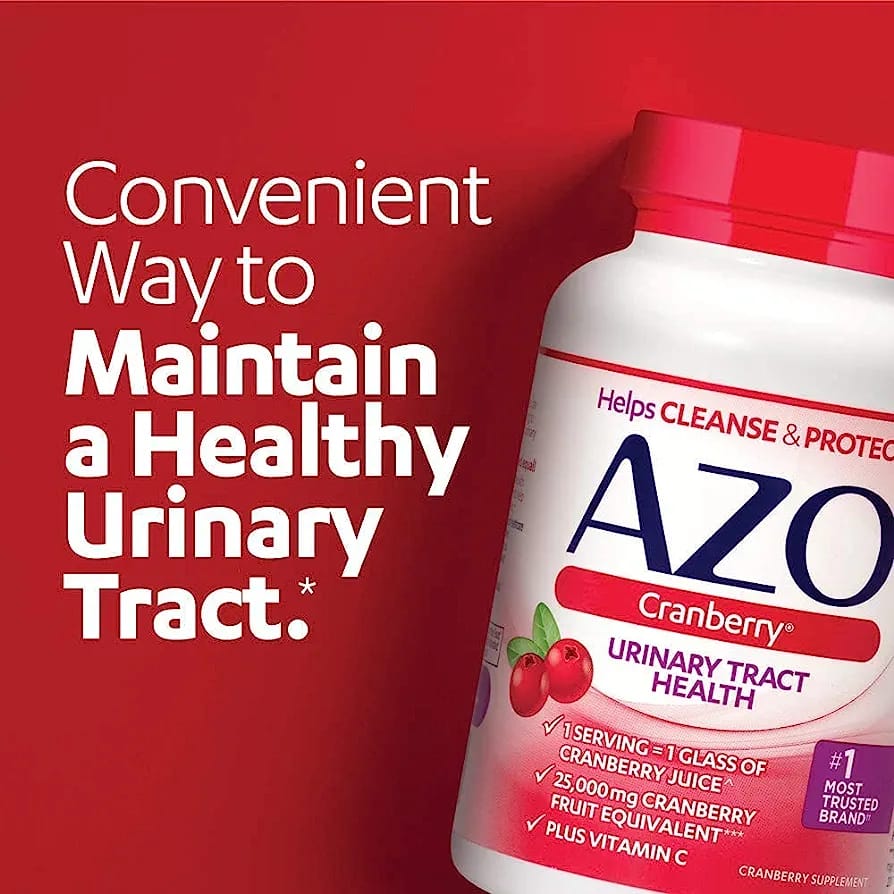 Convenient
Way to
Maintain
a Healthy
Urinary
Tract.*
Helps CLEANSE & PROTEC
AZO
Cranberry®
URINARY TRACT
HEALTH
✓ 1 SERVING = 1 GLASS OF
CRANBERRY JUICE^
✓ 25,000 mg CRANBERRY
FRUIT EQUIVALENT***
✓ PLUS VITAMIN C
#1
MOST
TRUSTED
BRAND††
CRANBERRY SUPPLEMENT